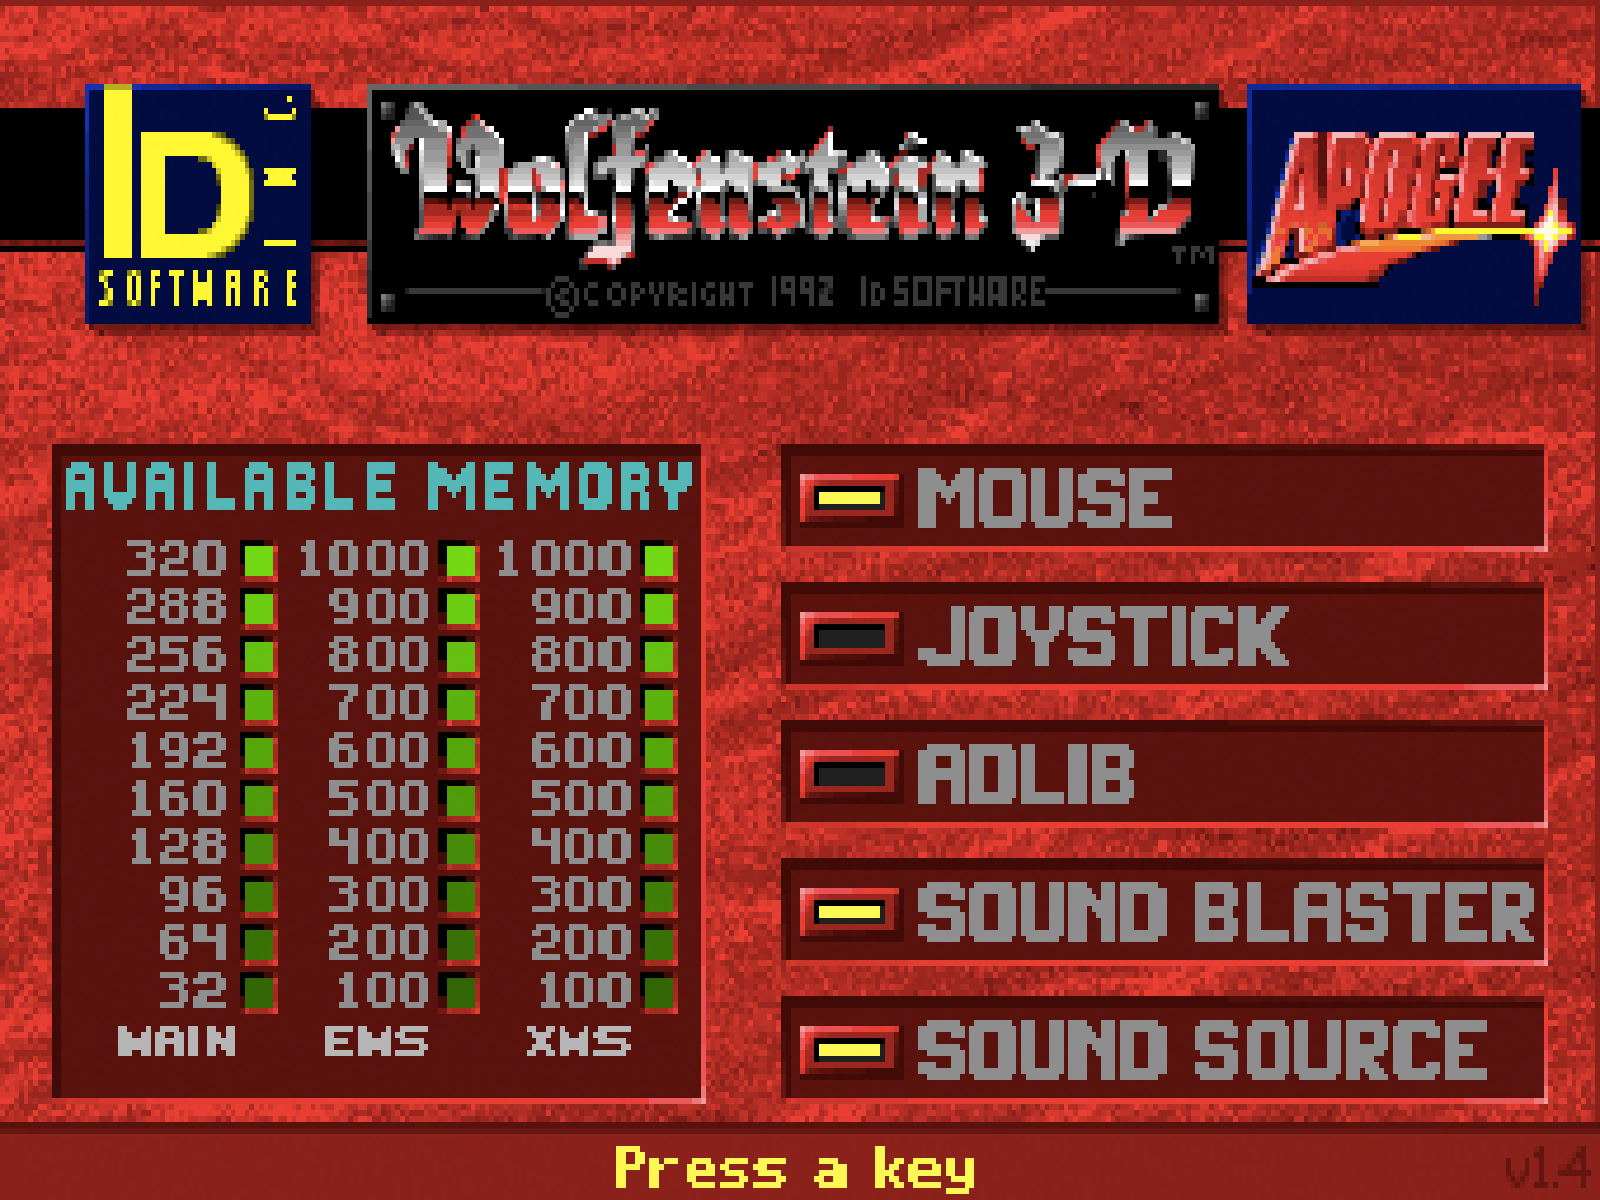 ID
INC.
SOFTWARE
Wolfenstein 3-D
TM
©COPYRIGHT 1992 ID SOFTWARE
APOGEE
AVAILABLE MEMORY
320 1000 1000
288 900 900
256 800 800
224 700 700
192 600 600
160 500 500
128 400 400
96 300 300
64 200 200
32 100 100
MAIN EMS XMS
MOUSE
JOYSTICK
ADLIB
SOUND BLASTER
SOUND SOURCE
Press a key
v1.4